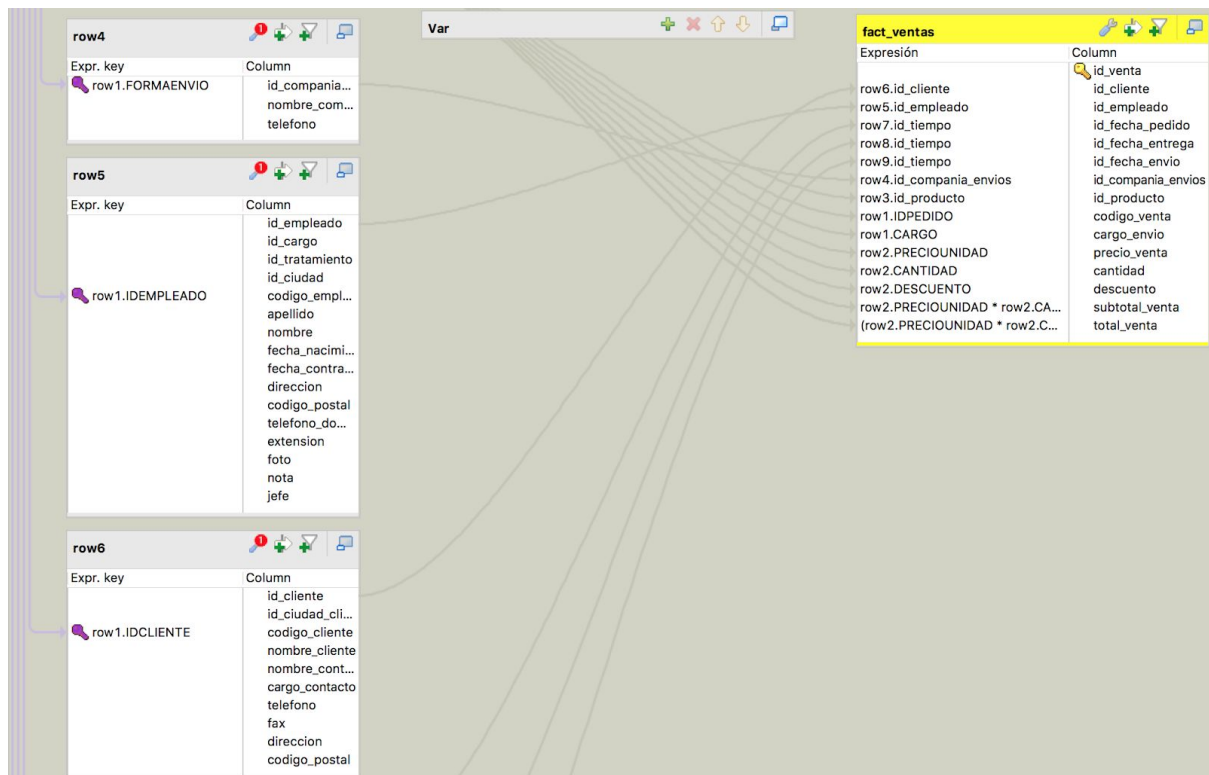 row4
1
Expr. key Column
row1.FORMAENVIO id_compania...
nombre_com...
telefono
row5
1
Expr. key Column
id_empleado
id_cargo
id_tratamiento
id_ciudad
row1.IDEMPLEADO codigo_empl...
apellido
nombre
fecha_nacimi...
fecha_contra...
direccion
codigo_postal
telefono_do...
extension
foto
nota
jefe
row6
1
Expr. key Column
id_cliente
id_ciudad_cli...
row1.IDCLIENTE codigo_cliente
nombre_cliente
nombre_cont...
cargo_contacto
telefono
fax
direccion
codigo_postal
Var
fact_ventas
Expresión Column
id_venta
row6.id_cliente id_cliente
row5.id_empleado id_empleado
row7.id_tiempo id_fecha_pedido
row8.id_tiempo id_fecha_entrega
row9.id_tiempo id_fecha_envio
row4.id_compania_envios id_compania_envios
row3.id_producto id_producto
row1.IDPEDIDO codigo_venta
row1.CARGO cargo_envio
row2.PRECIOUNIDAD precio_venta
row2.CANTIDAD cantidad
row2.DESCUENTO descuento
row2.PRECIOUNIDAD * row2.CA... subtotal_venta
(row2.PRECIOUNIDAD * row2.C... total_venta